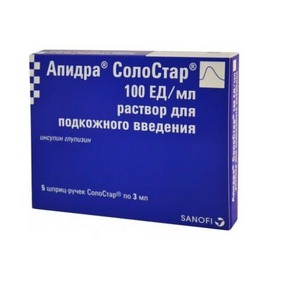 Апидра® СолоСтар®
100 ЕД/мл
раствор для
подкожного введения
инсулин глулизин
5 шприц-ручек СолоСтар® по 3 мл
SANOFI